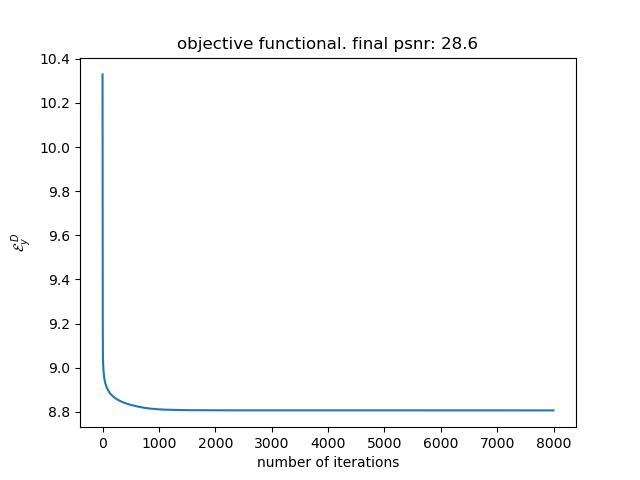 objective functional. final psnr: 28.6
10.4
10.2
10.0
9.8
9.6
9.4
9.2
9.0
8.8
ℰ_y^D
0 1000 2000 3000 4000 5000 6000 7000 8000
number of iterations